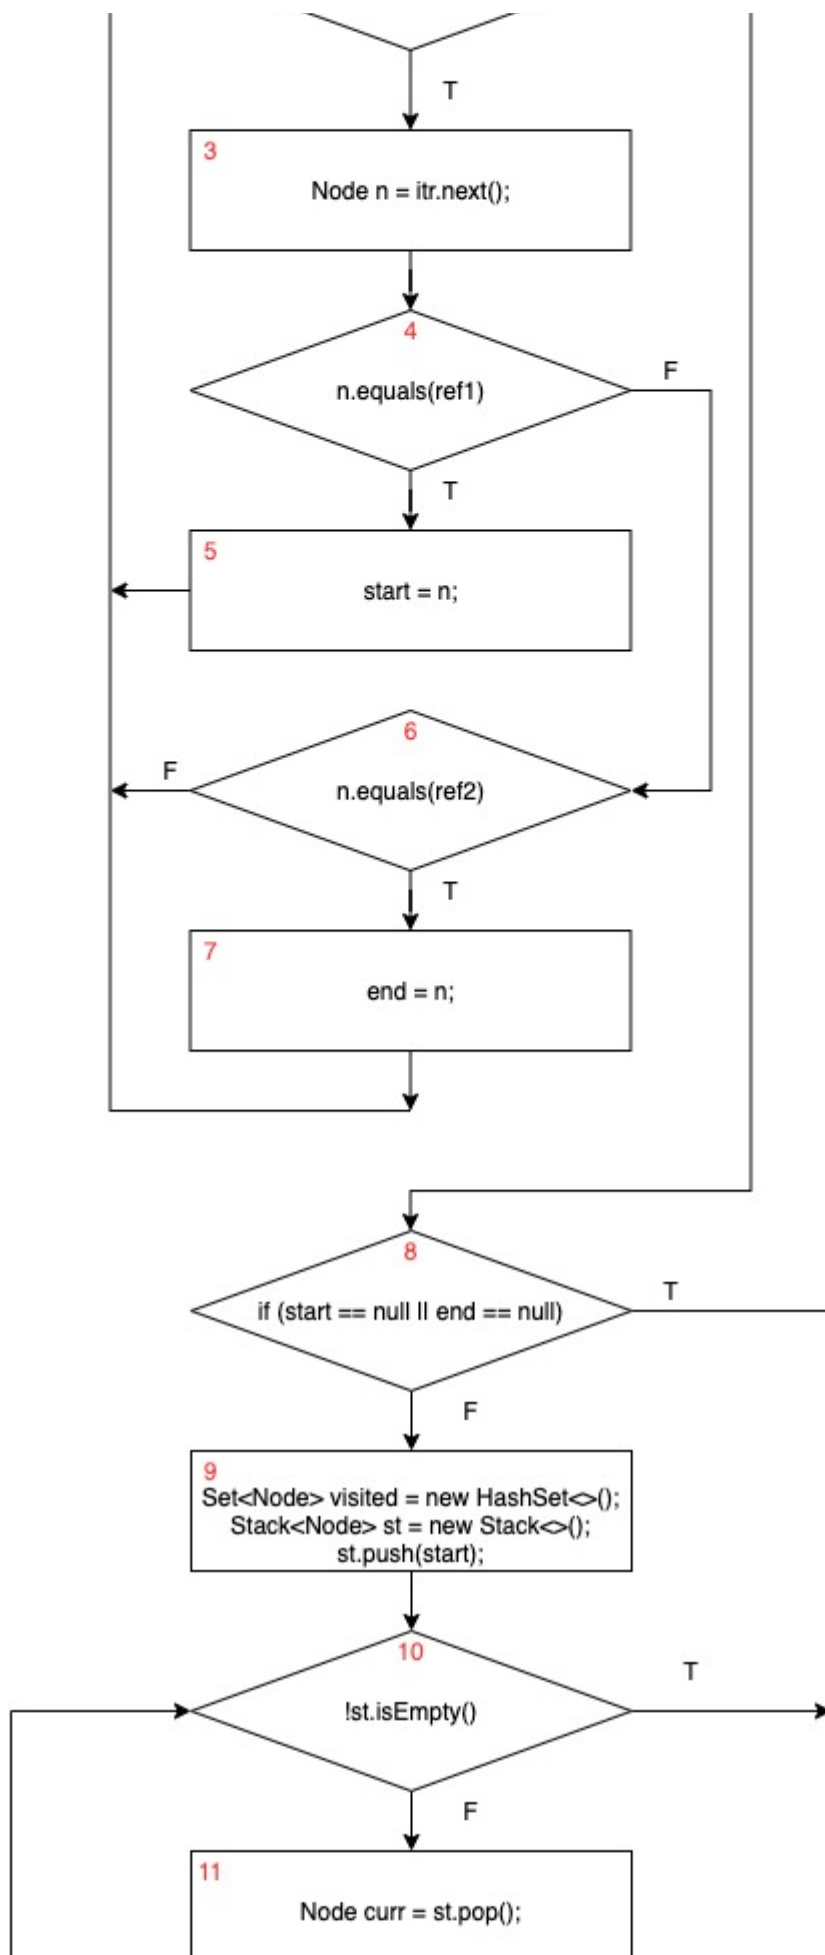 T
3
Node n = itr.next();
4
n.equals(ref1)
F
T
5
start = n;
6
n.equals(ref2)
F
T
7
end = n;
8
if (start == null || end == null)
T
F
9
Set<Node> visited = new HashSet<>();
Stack<Node> st = new Stack<>();
st.push(start);
10
!st.isEmpty()
T
F
11
Node curr = st.pop();